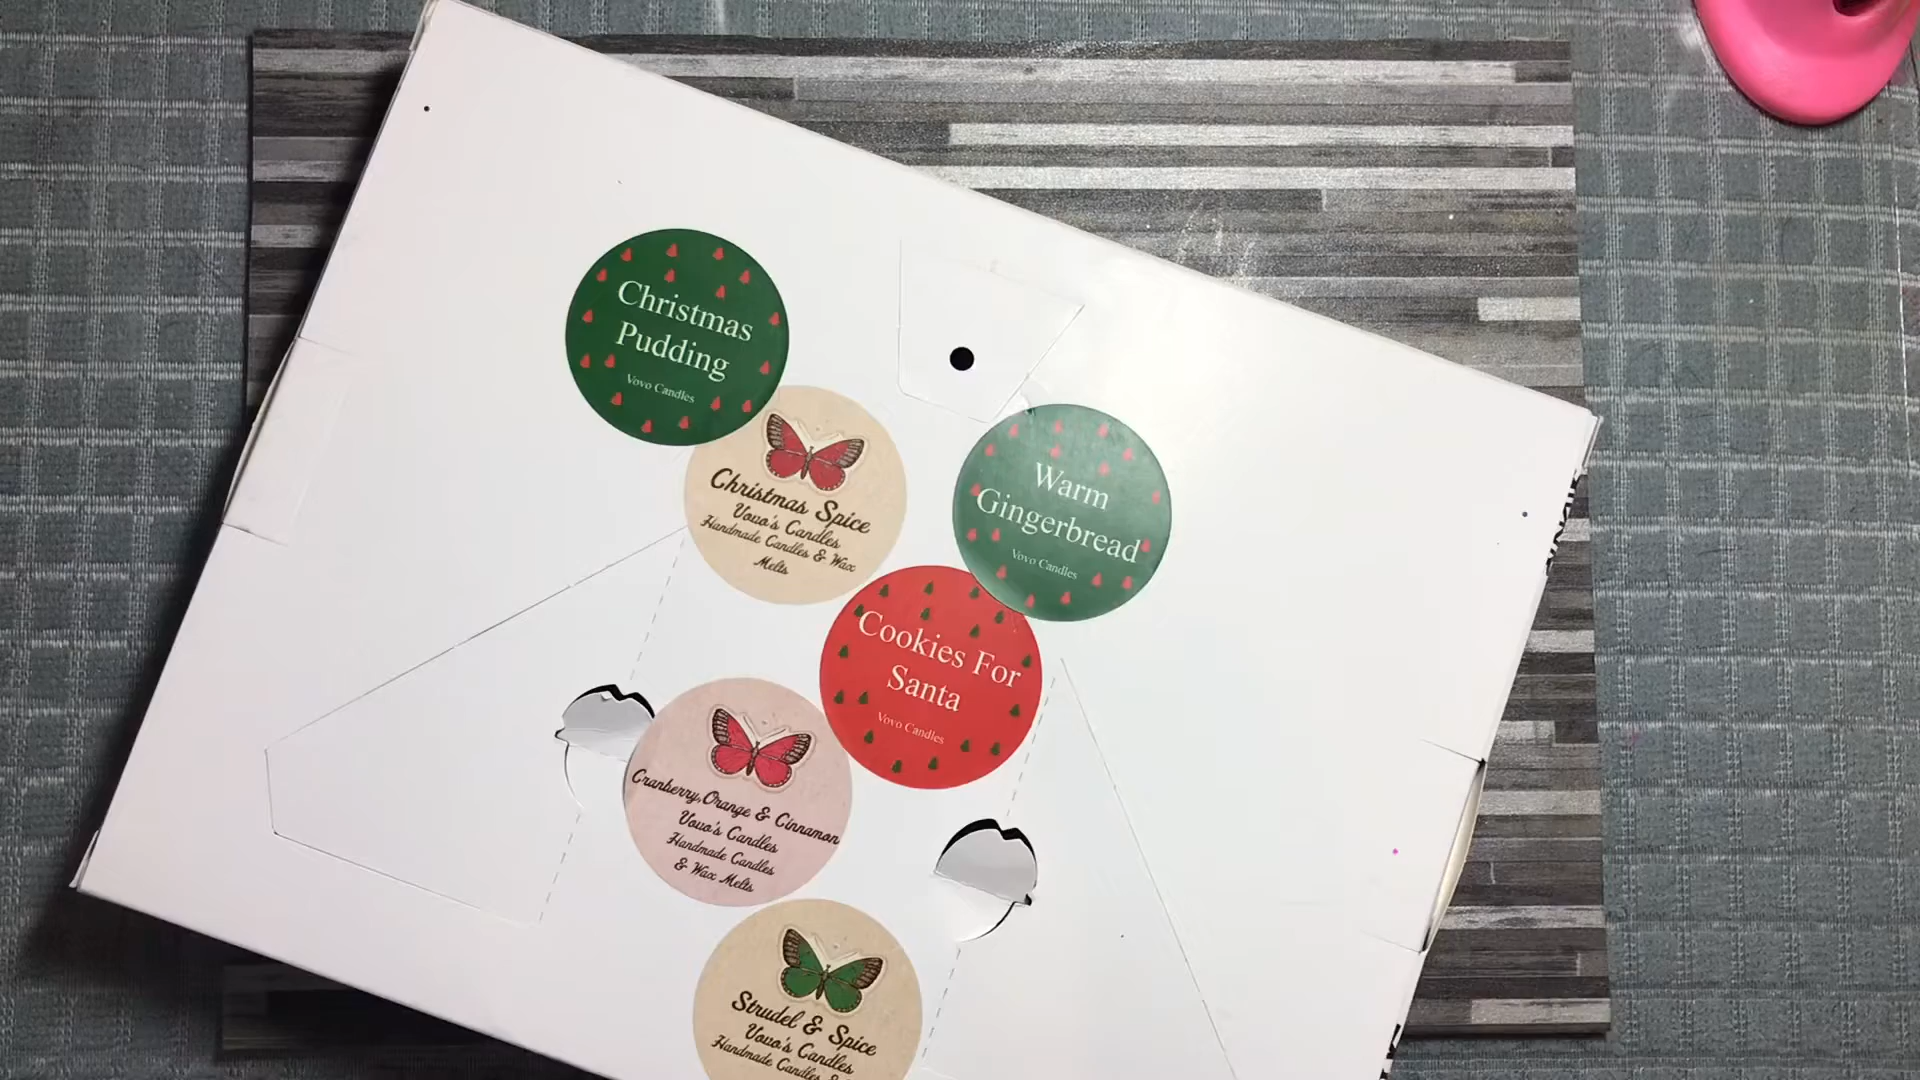 Christmas
Pudding
Vovo Candles
Christmas Spice
Vovo's Candles
Handmade Candles & Wax
Melts
Warm
Gingerbread
Vovo Candles
Cookies For
Santa
Vovo Candles
Cranberry, Orange & Cinnamon
Vovo's Candles
Handmade Candles
& Wax Melts
Strudel & Spice
Vovo's Candles
Handmade Candles &